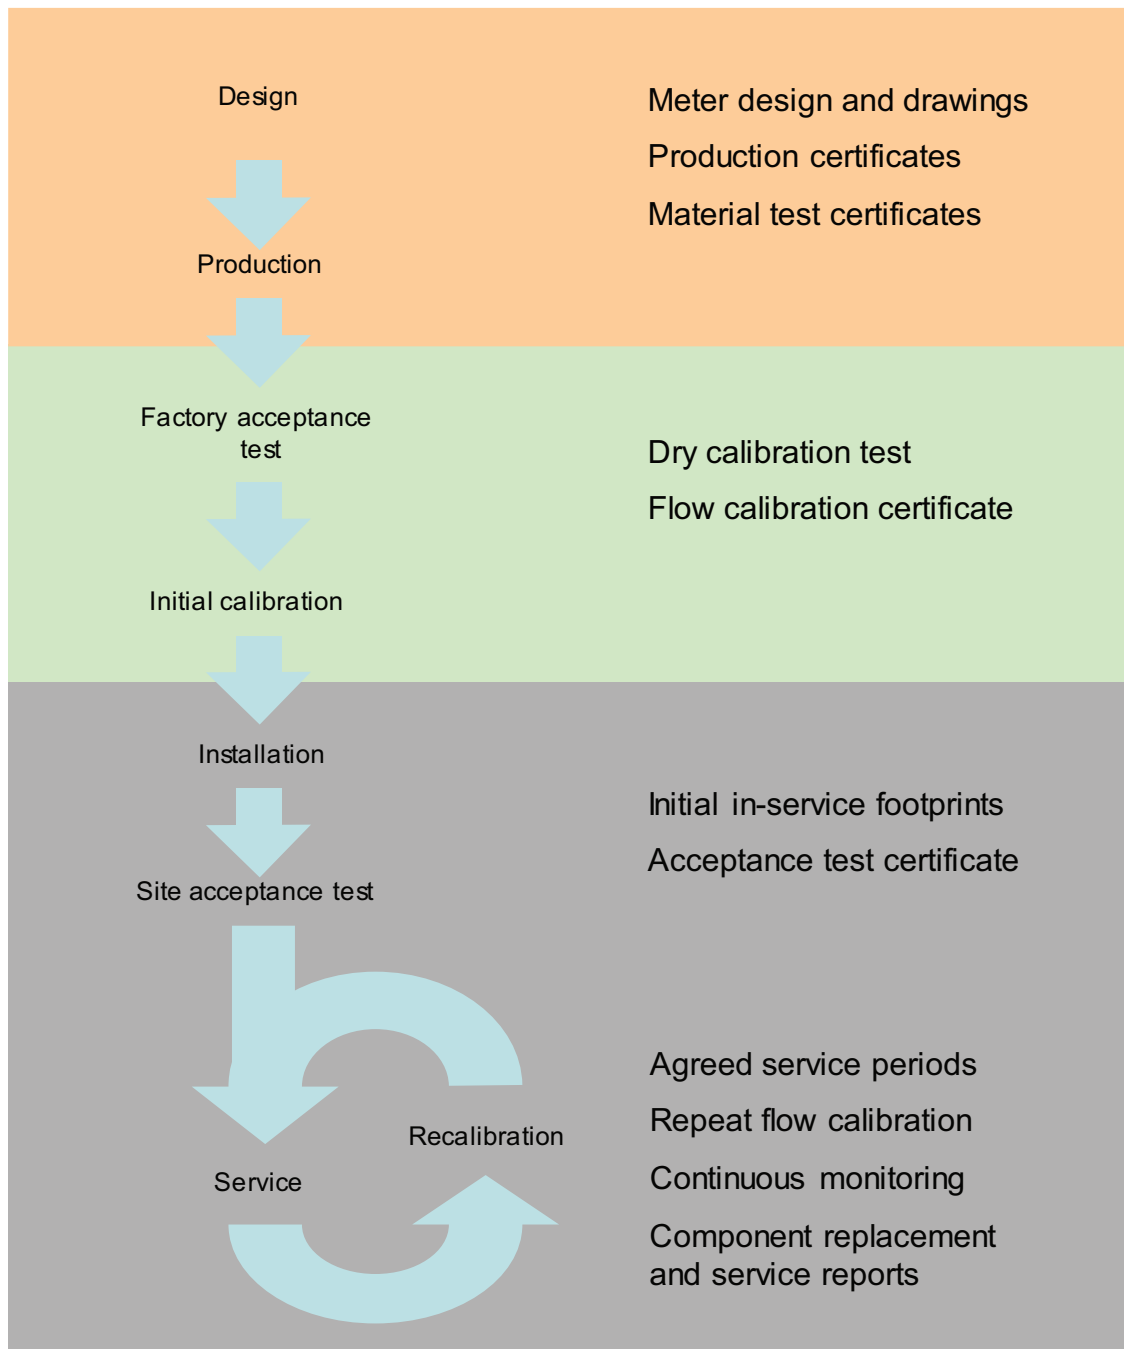 Design
Meter design and drawings
Production certificates
Material test certificates
Production
Factory acceptance
test
Dry calibration test
Flow calibration certificate
Initial calibration
Installation
Initial in-service footprints
Acceptance test certificate
Site acceptance test
Agreed service periods
Repeat flow calibration
Recalibration
Continuous monitoring
Service
Component replacement
and service reports